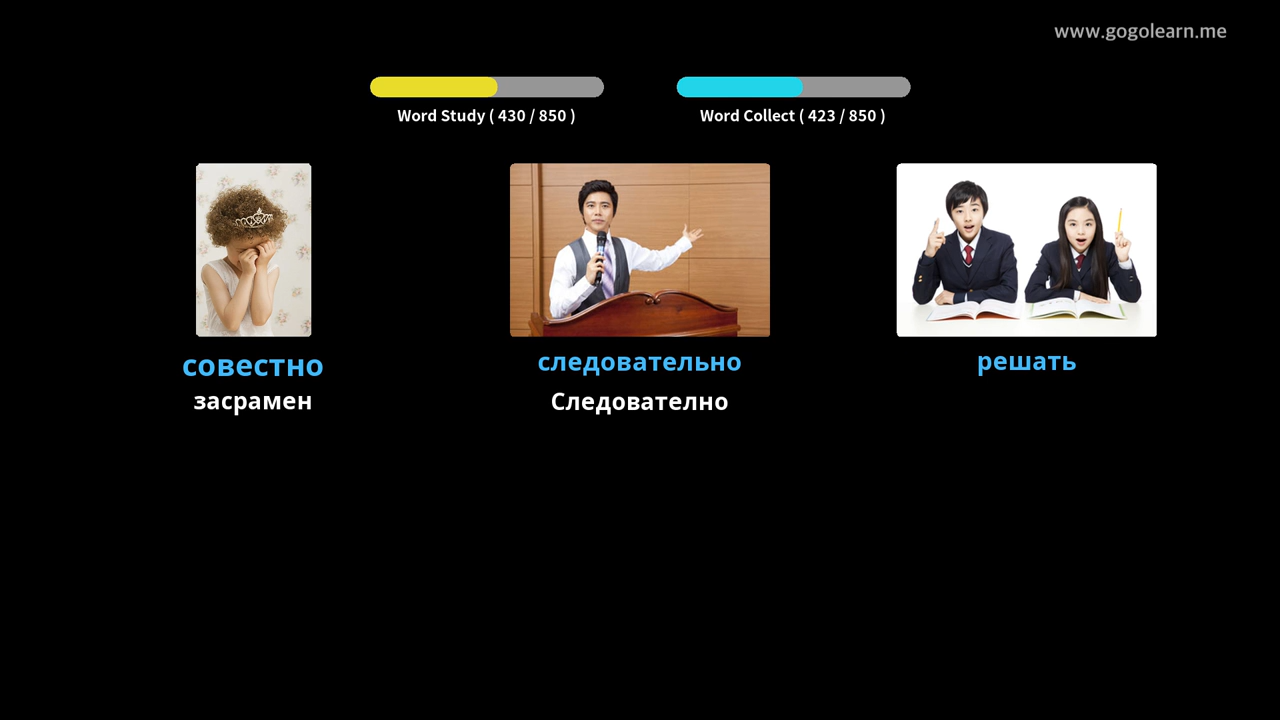 www.gogolearn.me
Word Study ( 430 / 850 )
Word Collect ( 423 / 850 )
совестно
засрамен
следовательно
Следователно
решать